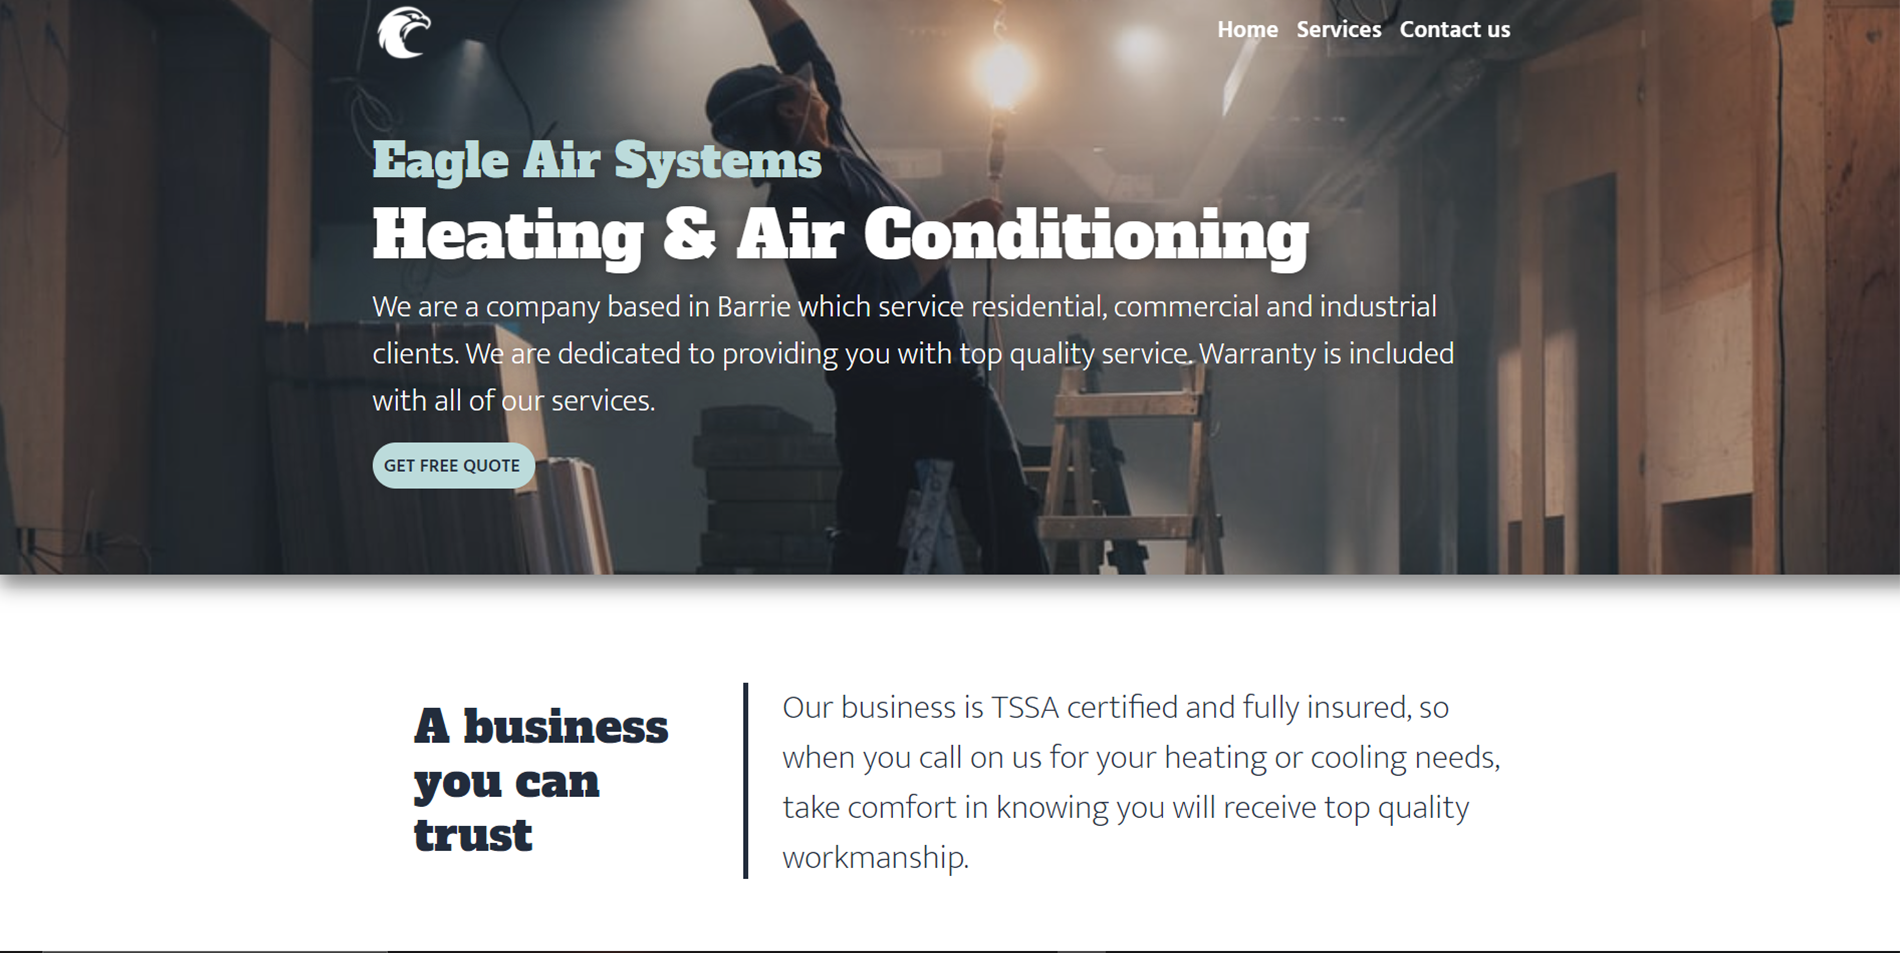 Home Services Contact us
Eagle Air Systems
Heating & Air Conditioning
We are a company based in Barrie which service residential, commercial and industrial
clients. We are dedicated to providing you with top quality service. Warranty is included
with all of our services.
GET FREE QUOTE
A business
you can
trust
Our business is TSSA certified and fully insured, so
when you call on us for your heating or cooling needs,
take comfort in knowing you will receive top quality
workmanship.